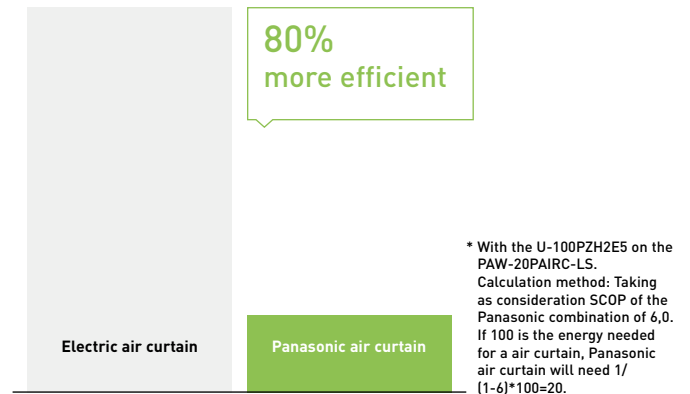 80%
more efficient
Electric air curtain
Panasonic air curtain
* With the U-100PZH2E5 on the
PAW-20PAIRC-LS.
Calculation method: Taking
as consideration SCOP of the
Panasonic combination of 6,0.
If 100 is the energy needed
for a air curtain, Panasonic
air curtain will need 1/
(1-6)*100=20.